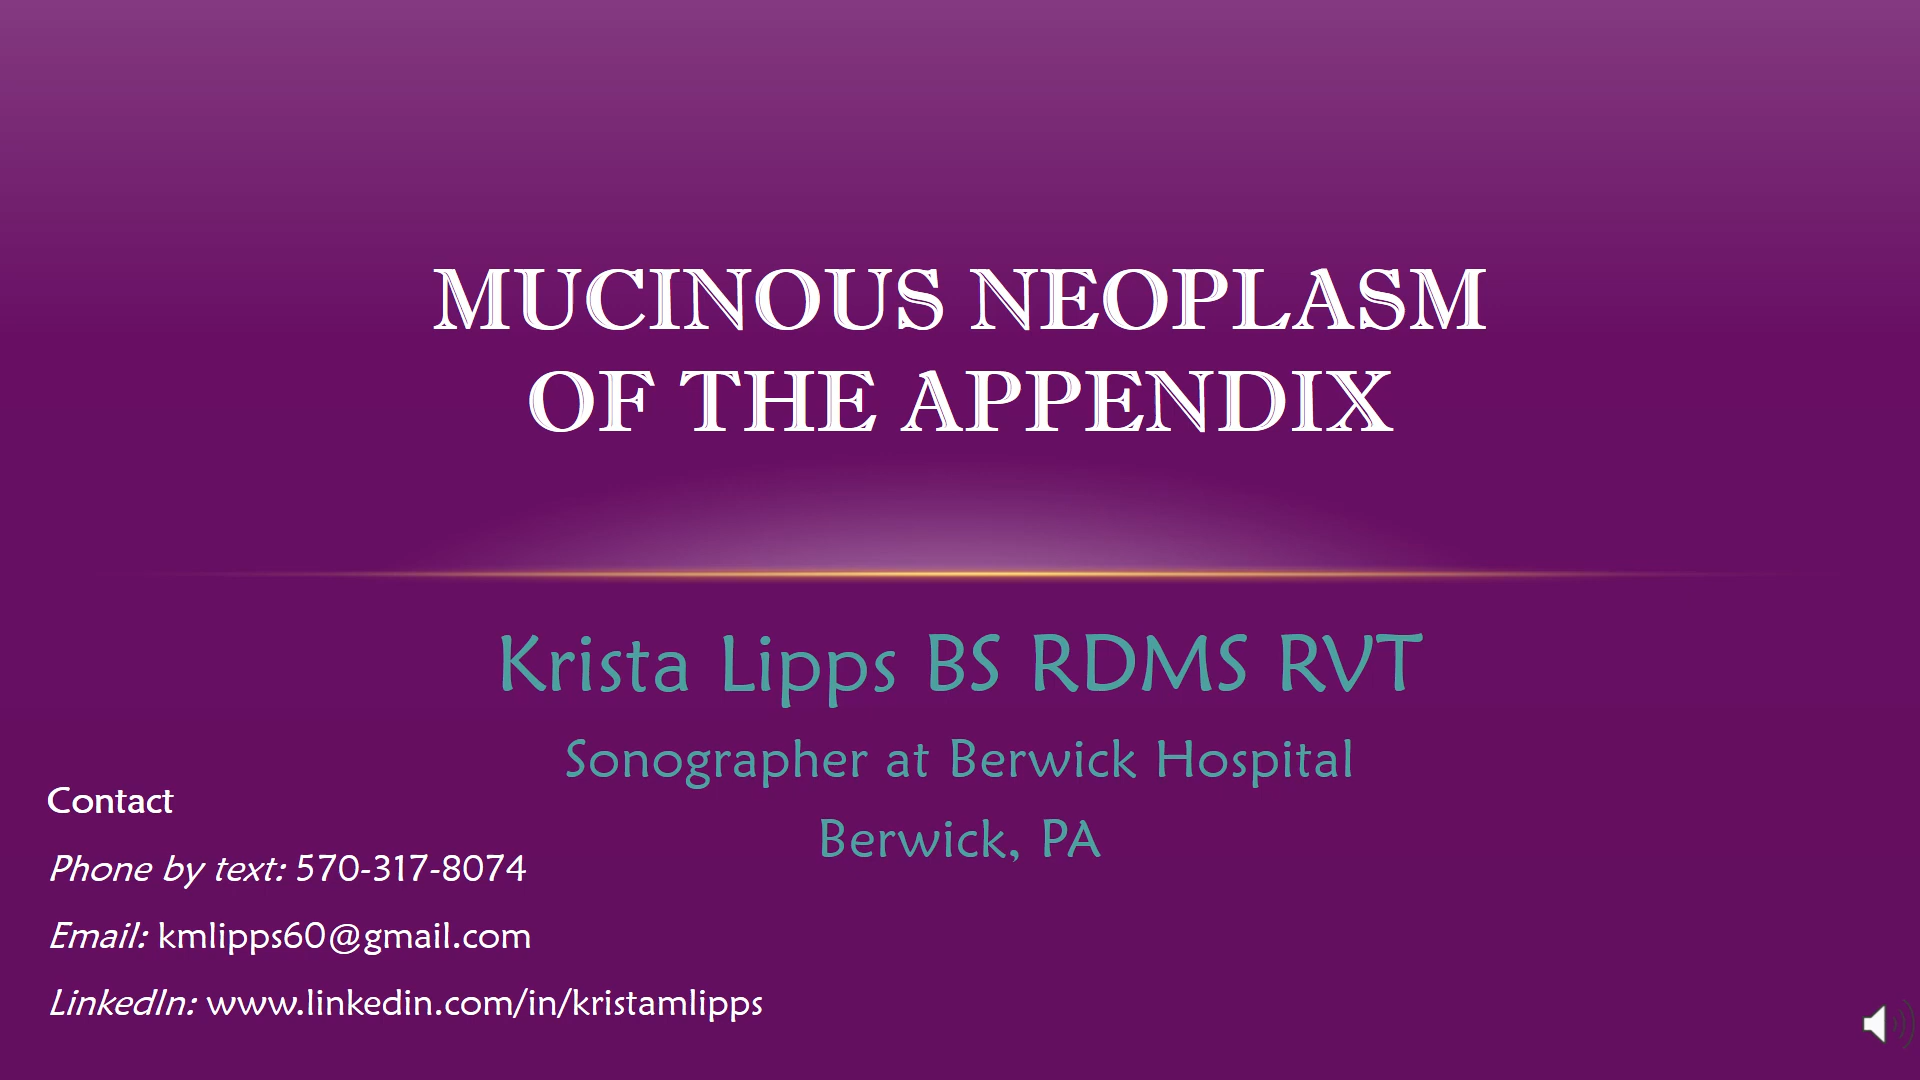 MUCINOUS NEOPLASM
OF THE APPENDIX
Krista Lipps BS RDMS RVT
Sonographer at Berwick Hospital
Berwick, PA
Contact
Phone by text: 570-317-8074
Email: kmlipps60@gmail.com
LinkedIn: www.linkedin.com/in/kristamlipps